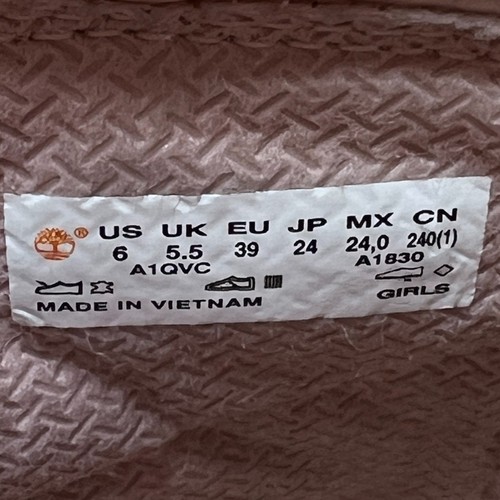 ® US UK EU JP MX CN
6 5.5 39 24 24,0 240(1)
A1QVC A1830
MADE IN VIETNAM GIRLS